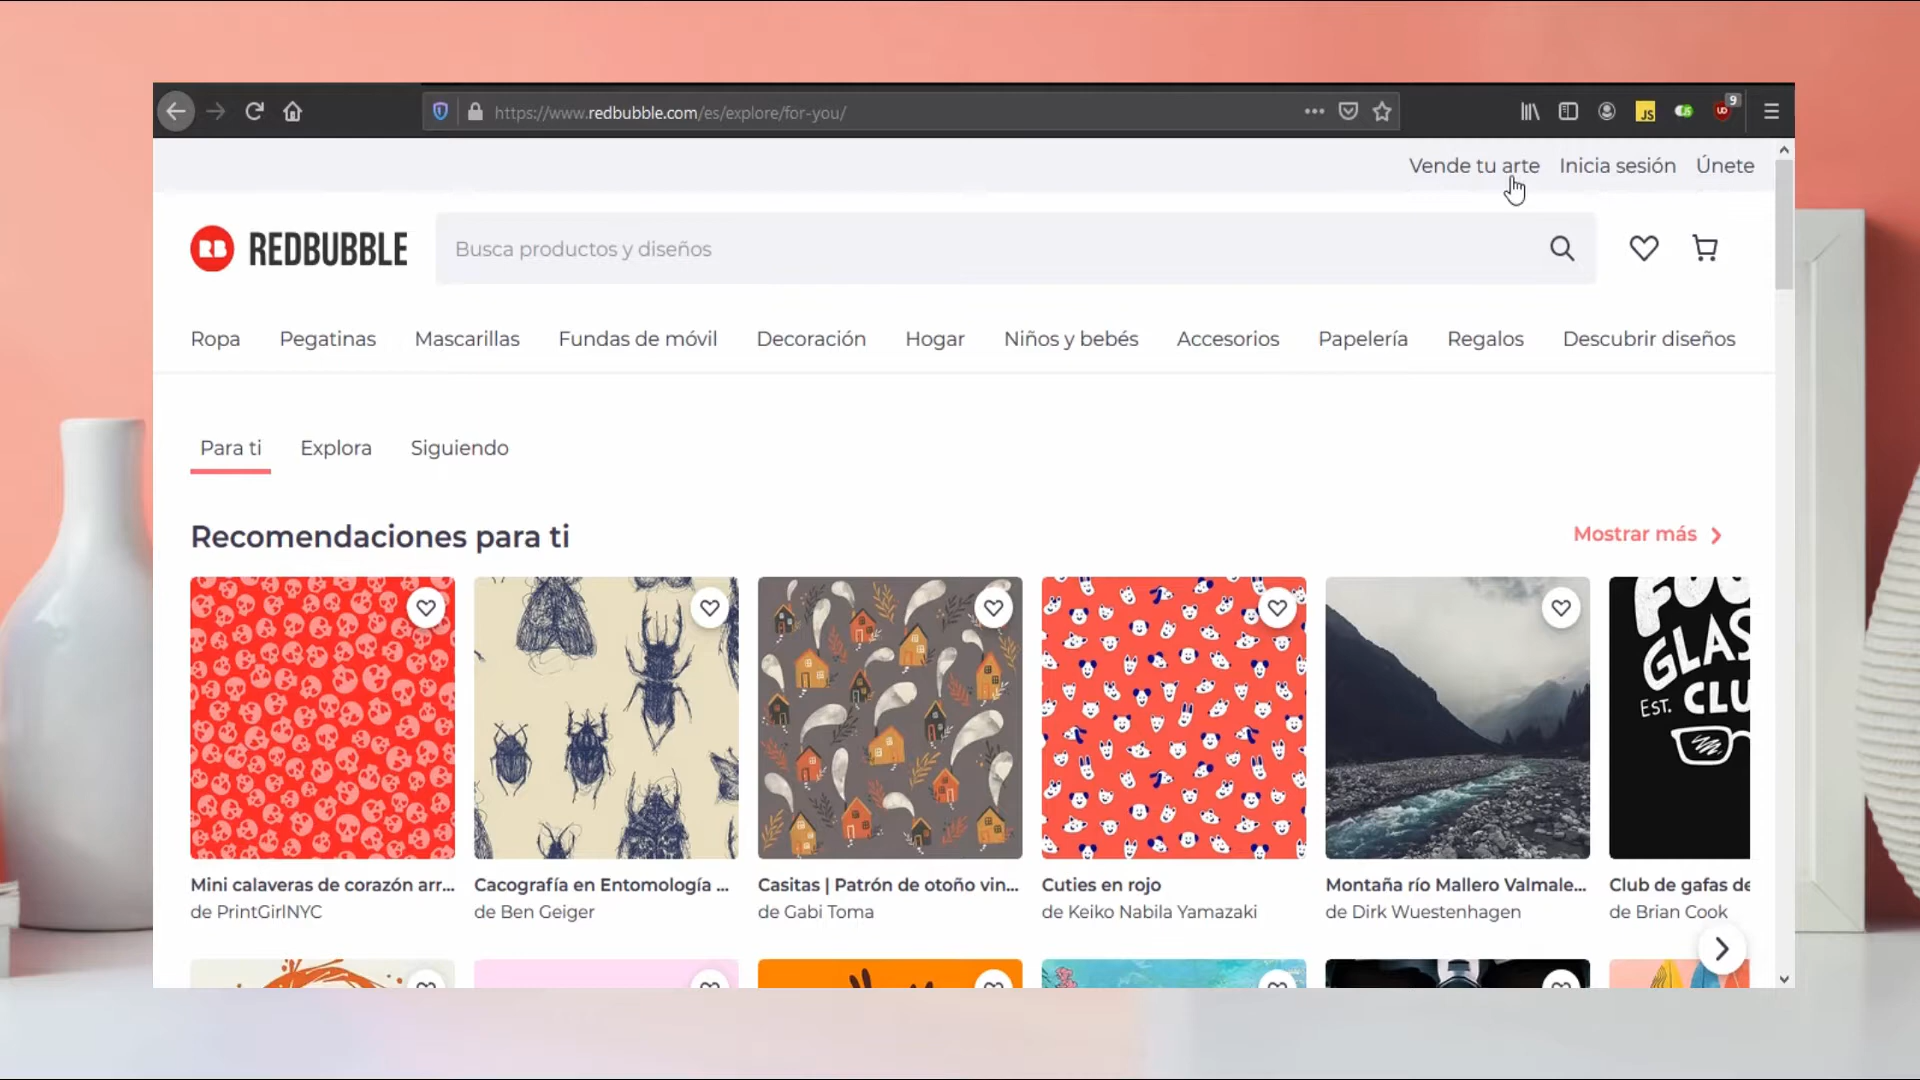 https://www.redbubble.com/es/explore/for-you/
JS
9
Vende tu arte Inicia sesión Únete
RB REDBUBBLE
Busca productos y diseños
Ropa Pegatinas Mascarillas Fundas de móvil Decoración Hogar Niños y bebés Accesorios Papelería Regalos Descubrir diseños
Para ti Explora Siguiendo
Recomendaciones para ti
Mostrar más
GLAS
EST. CLU
Mini calaveras de corazón arr... Cacografía en Entomología ... Casitas | Patrón de otoño vin... Cuties en rojo Montaña río Mallero Valmale... Club de gafas de
de PrintGirlNYC de Ben Geiger de Gabi Toma de Keiko Nabila Yamazaki de Dirk Wuestenhagen de Brian Cook